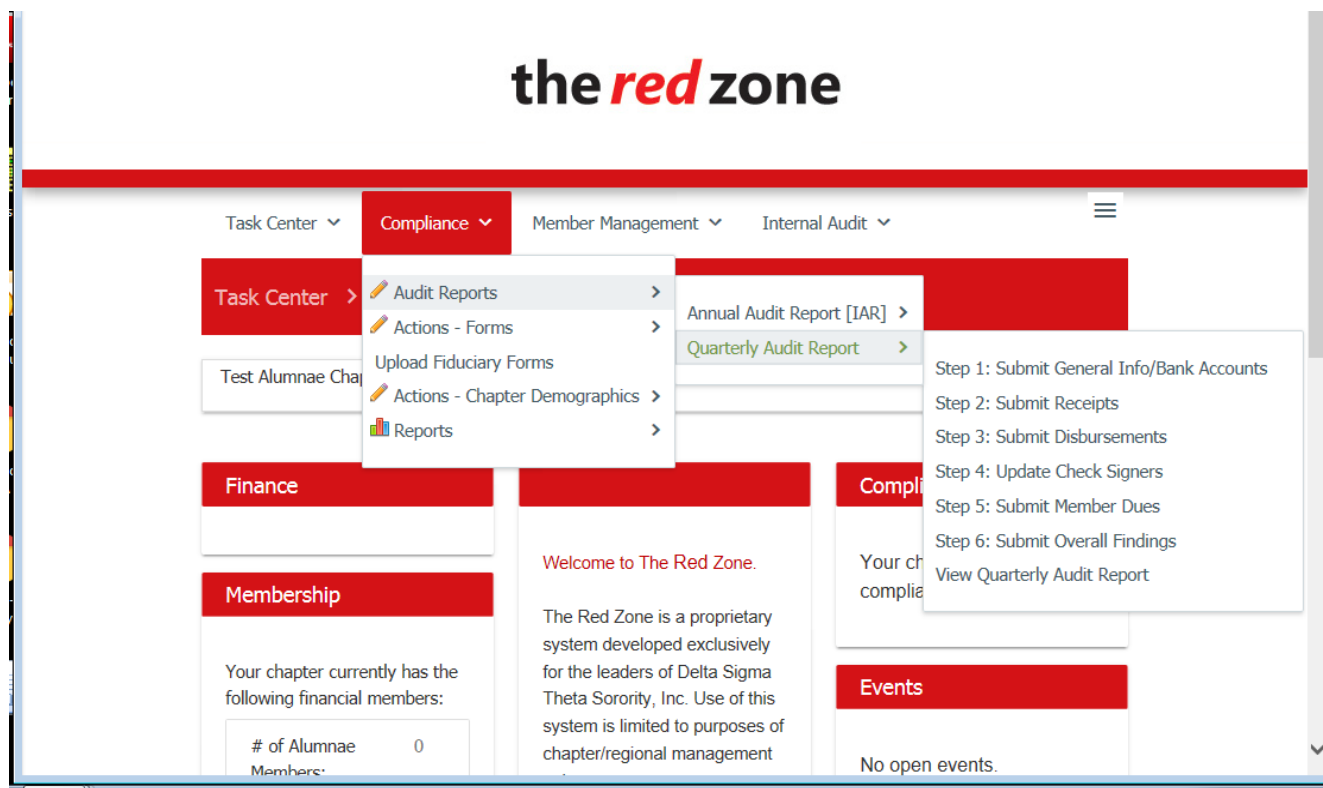 the red zone
Task Center
Compliance
Member Management
Internal Audit
Task Center >
Audit Reports
Actions - Forms
Upload Fiduciary Forms
Actions - Chapter Demographics
Reports
Annual Audit Report [IAR]
Quarterly Audit Report
Step 1: Submit General Info/Bank Accounts
Step 2: Submit Receipts
Step 3: Submit Disbursements
Step 4: Update Check Signers
Step 5: Submit Member Dues
Step 6: Submit Overall Findings
View Quarterly Audit Report
Test Alumnae Chap
Finance
Membership
Your chapter currently has the
following financial members:
# of Alumnae 0
Members:
Welcome to The Red Zone.
The Red Zone is a proprietary
system developed exclusively
for the leaders of Delta Sigma
Theta Sorority, Inc. Use of this
system is limited to purposes of
chapter/regional management
Compli
Your ch
complia
Events
No open events.